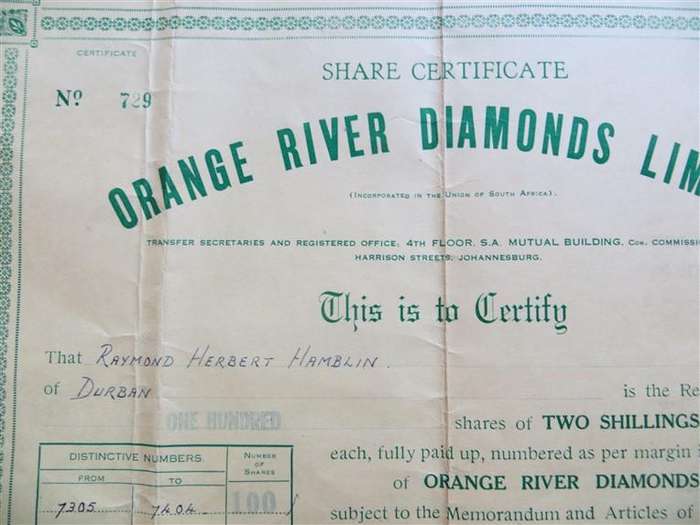 CERTIFICATE
Nº 729
SHARE CERTIFICATE
ORANGE RIVER DIAMONDS LIM
(INCORPORATED IN THE UNION OF SOUTH AFRICA).
TRANSFER SECRETARIES AND REGISTERED OFFICE, 4TH FLOOR, S.A. MUTUAL BUILDING, COR. COMMISSI
HARRISON STREETS, JOHANNESBURG.
This is to Certify
That RAYMOND HERBERT HAMBLIN.
of DURBAN is the Re
ONE HUNDRED shares of TWO SHILLINGS
each, fully paid up, numbered as per margin i
of ORANGE RIVER DIAMONDS
subject to the Memorandum and Articles of
DISTINCTIVE NUMBERS. NUMBER OF SHARES
FROM TO
7305 7404 100